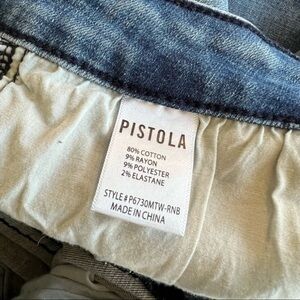 PISTOLA
80% COTTON
9% RAYON
9% POLYESTER
2% ELASTANE
STYLE# P6730MTW-RNB
MADE IN CHINA